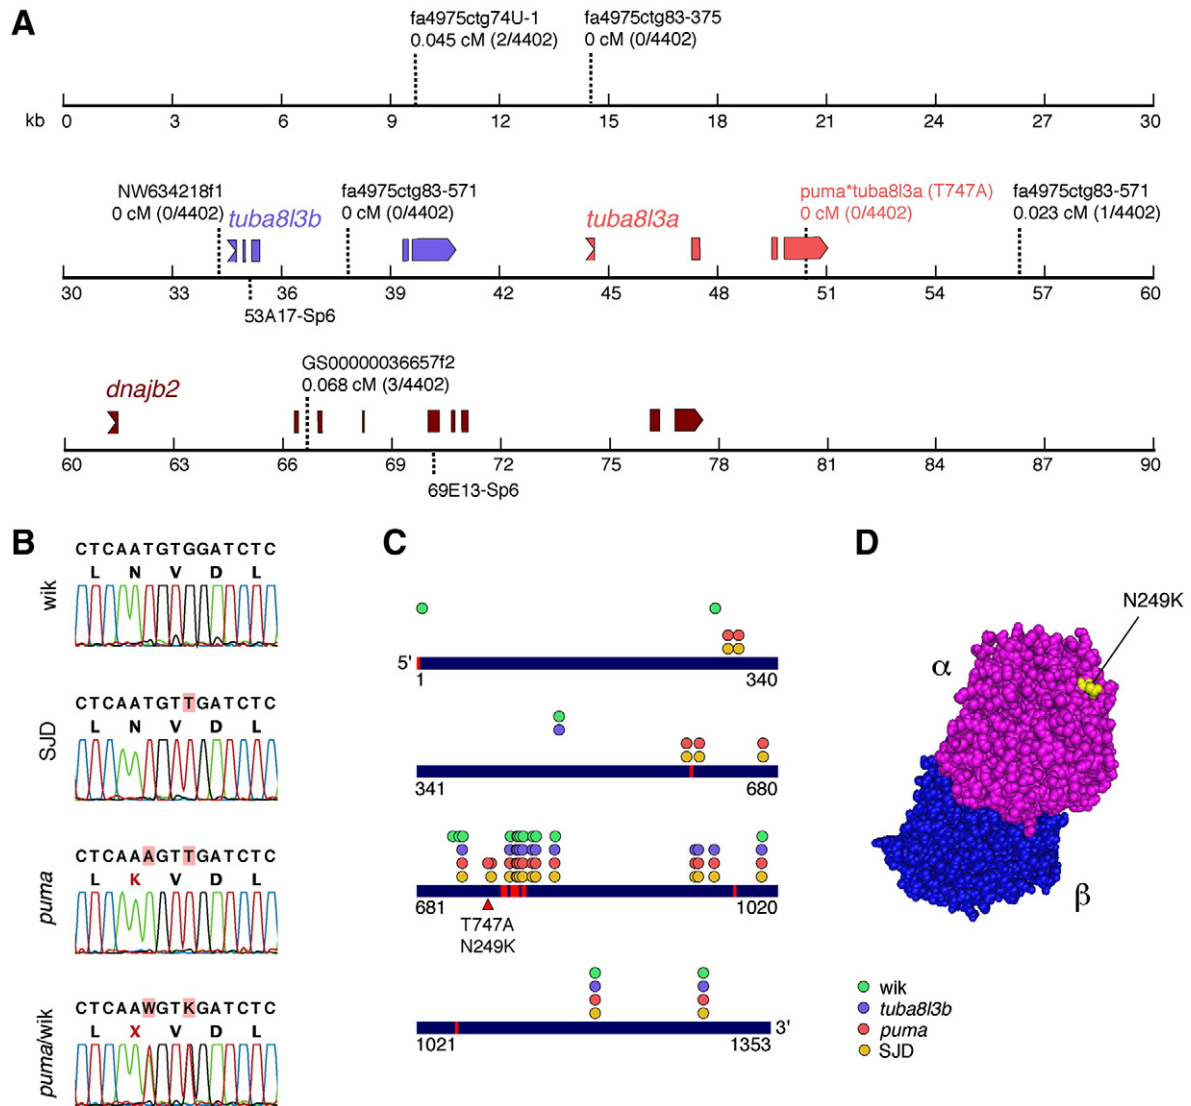 A
fa4975ctg74U-1
0.045 cM (2/4402)
fa4975ctg83-375
0 cM (0/4402)
kb 0 3 6 9 12 15 18 21 24 27 30
NW634218f1
0 cM (0/4402)
tuba8l3b
fa4975ctg83-571
0 cM (0/4402)
tuba8l3a
puma*tuba8l3a (T747A)
0 cM (0/4402)
fa4975ctg83-571
0.023 cM (1/4402)
30 33 36 39 42 45 48 51 54 57 60
53A17-Sp6
dnajb2
GS00000036657f2
0.068 cM (3/4402)
60 63 66 69 72 75 78 81 84 87 90
69E13-Sp6
B
wik
CTCAATGTGGATCTC
L N V D L
SJD
CTCAATGTTGATCTC
L N V D L
puma
CTCAAAGTTGATCTC
L K V D L
puma/wik
CTCAAWGTKGATCTC
L X V D L
C
5'
1 340
341 680
681 1020
T747A
N249K
1021 1353
3'
D
N249K
α
β
wik
tuba8l3b
puma
SJD